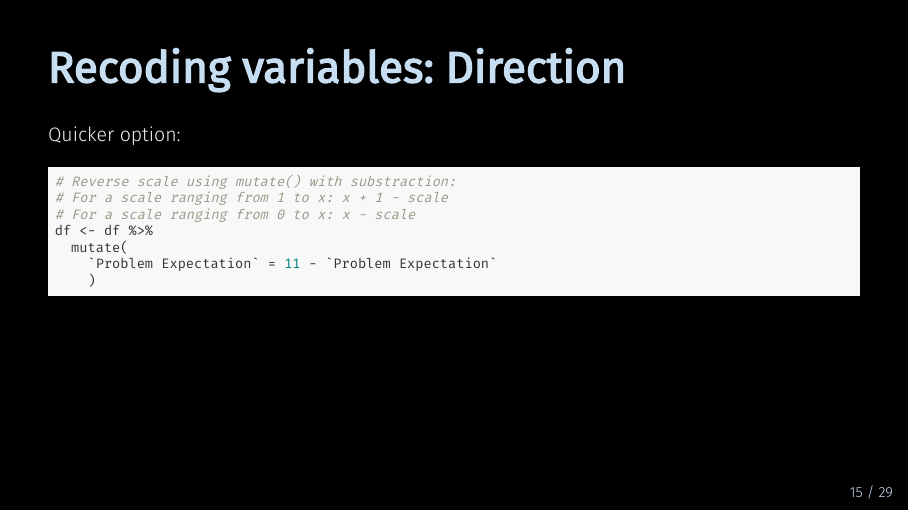 Recoding variables: Direction
Quicker option:
# Reverse scale using mutate() with substraction:
# For a scale ranging from 1 to x: x + 1 - scale
# For a scale ranging from 0 to x: x - scale
df <- df %>%
  mutate(
    `Problem Expectation` = 11 - `Problem Expectation`
    )
15 / 29